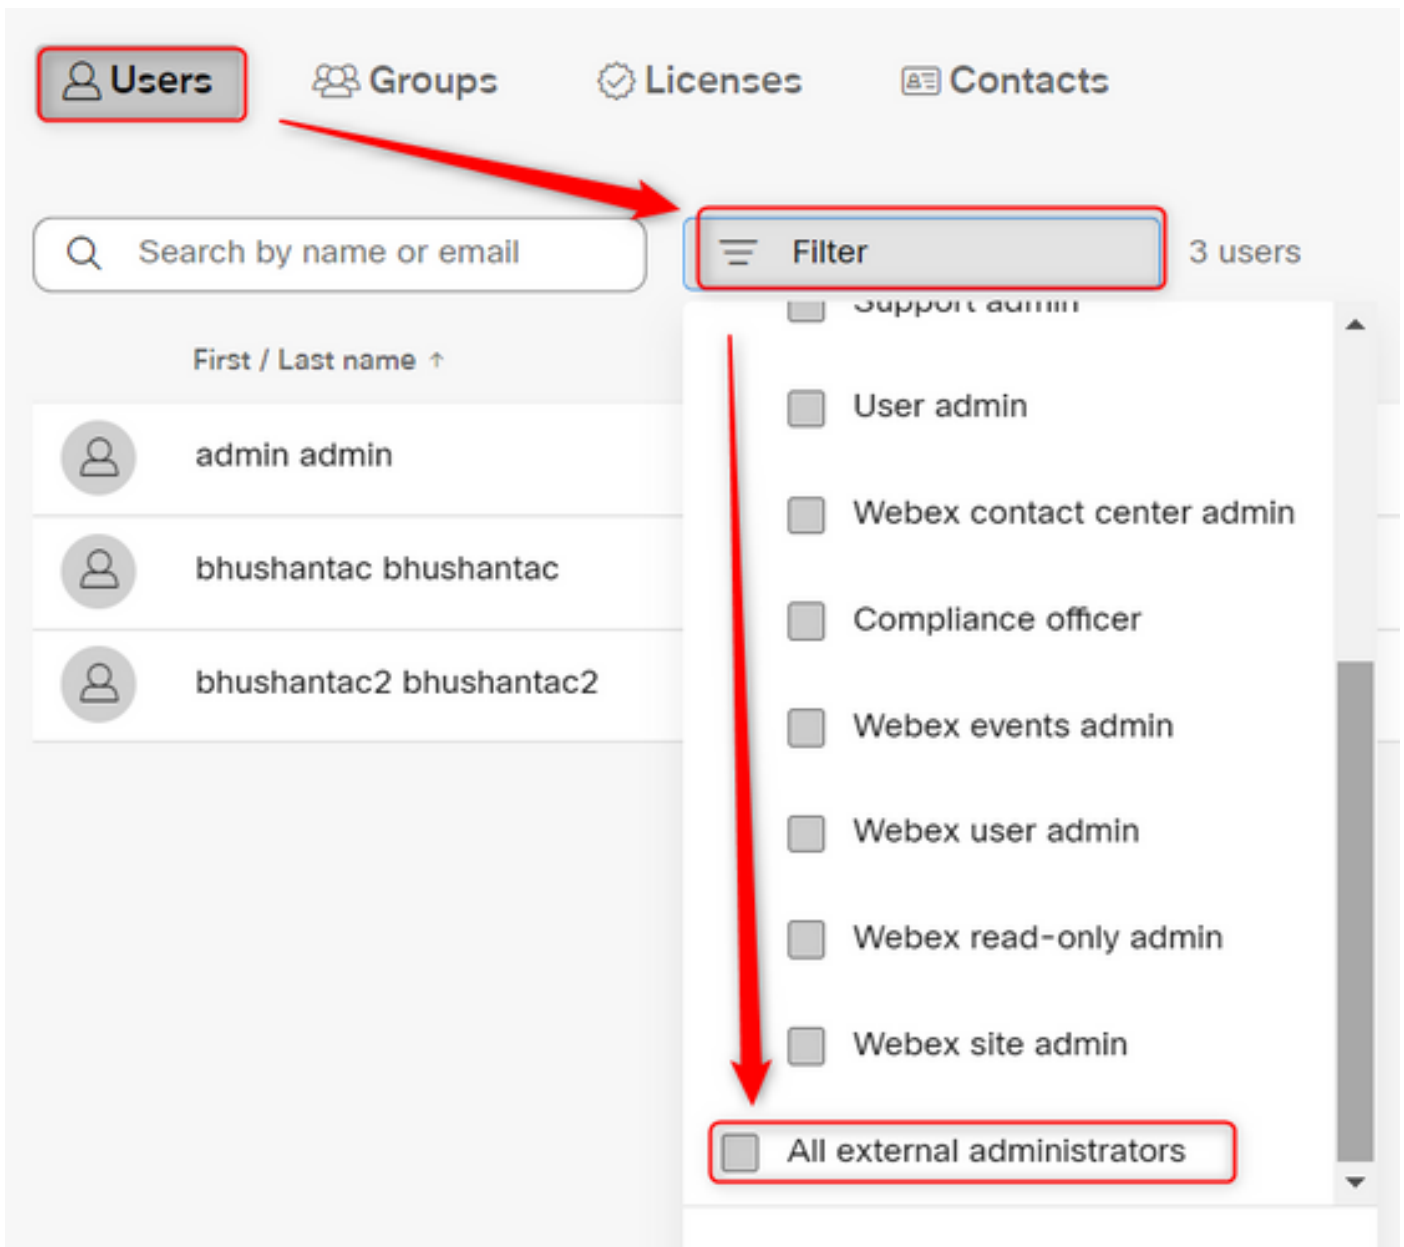 Users Groups Licenses Contacts
Search by name or email Filter 3 users
Support admin
First / Last name ↑
User admin
admin admin
Webex contact center admin
bhushantac bhushantac
Compliance officer
bhushantac2 bhushantac2
Webex events admin
Webex user admin
Webex read-only admin
Webex site admin
All external administrators